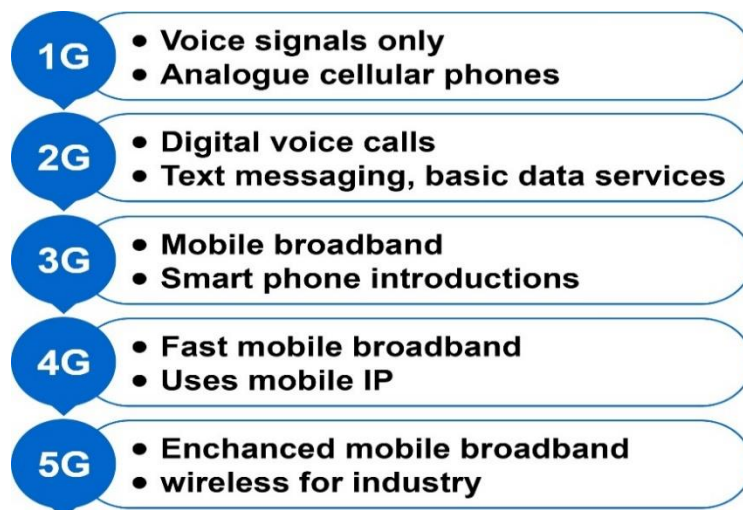 1G
• Voice signals only
• Analogue cellular phones
2G
• Digital voice calls
• Text messaging, basic data services
3G
• Mobile broadband
• Smart phone introductions
4G
• Fast mobile broadband
• Uses mobile IP
5G
• Enchanced mobile broadband
• wireless for industry